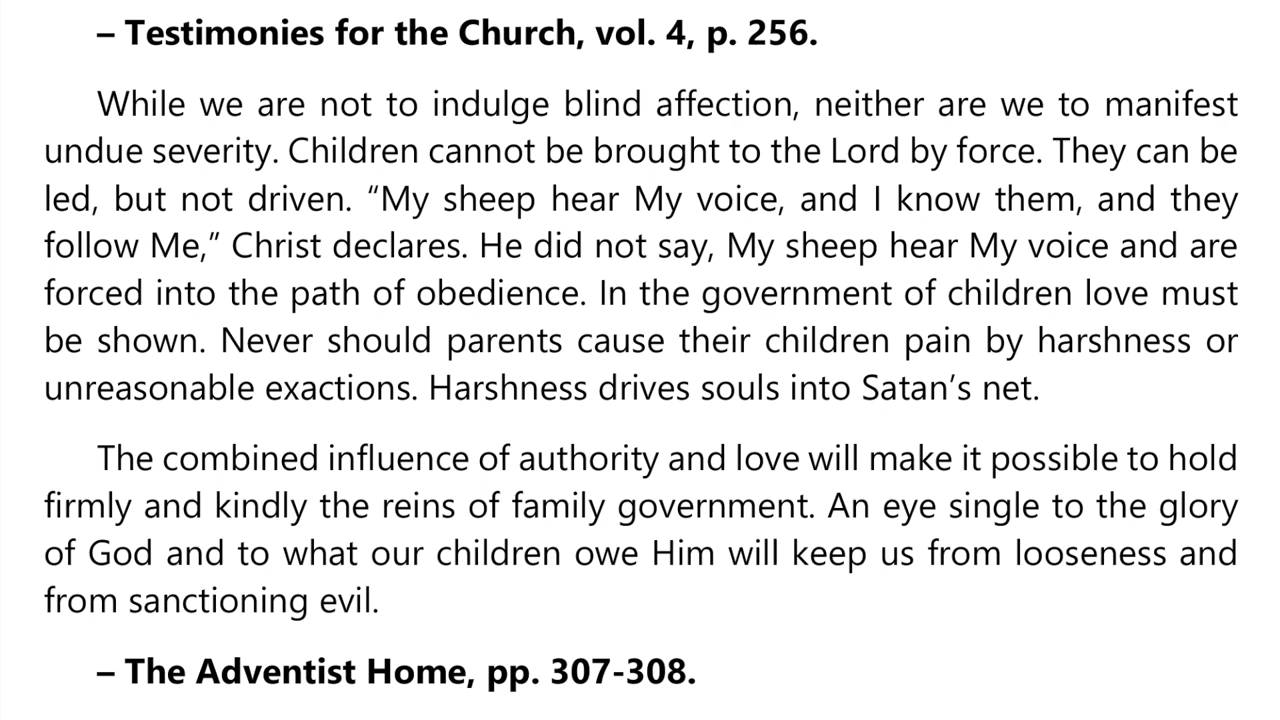 – Testimonies for the Church, vol. 4, p. 256.
While we are not to indulge blind affection, neither are we to manifest
undue severity. Children cannot be brought to the Lord by force. They can be
led, but not driven. “My sheep hear My voice, and I know them, and they
follow Me,” Christ declares. He did not say, My sheep hear My voice and are
forced into the path of obedience. In the government of children love must
be shown. Never should parents cause their children pain by harshness or
unreasonable exactions. Harshness drives souls into Satan’s net.
The combined influence of authority and love will make it possible to hold
firmly and kindly the reins of family government. An eye single to the glory
of God and to what our children owe Him will keep us from looseness and
from sanctioning evil.
– The Adventist Home, pp. 307-308.